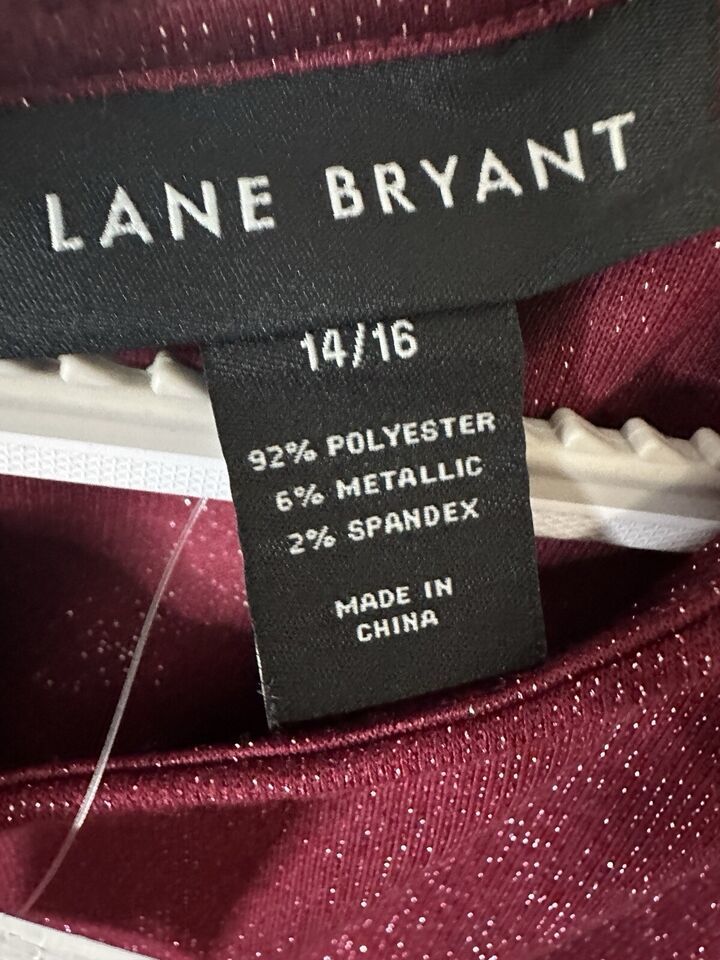 LANE BRYANT
14/16
92% POLYESTER
6% METALLIC
2% SPANDEX
MADE IN
CHINA